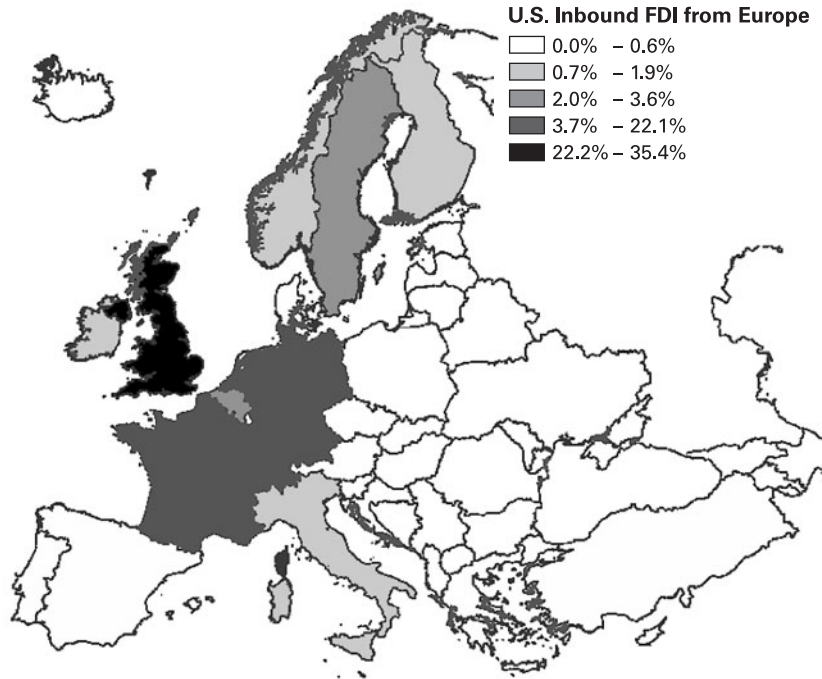 U.S. Inbound FDI from Europe
0.0% – 0.6%
0.7% – 1.9%
2.0% – 3.6%
3.7% – 22.1%
22.2% – 35.4%